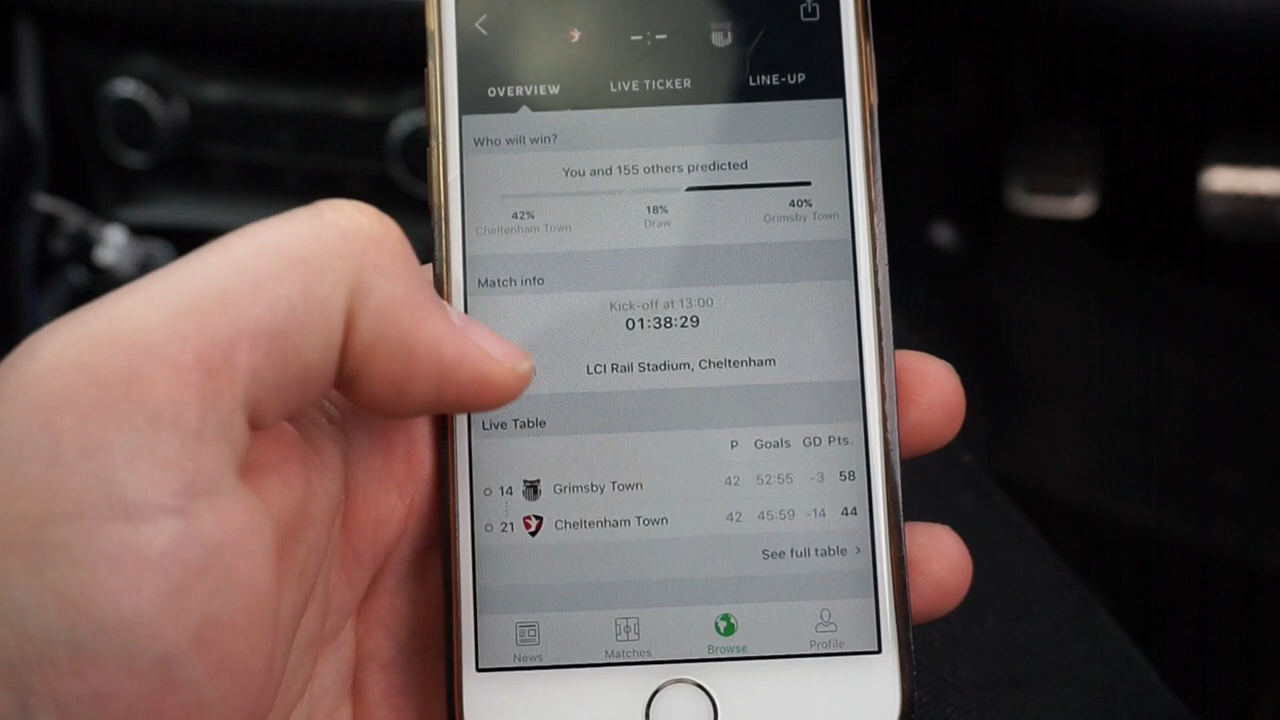 – : –
OVERVIEW LIVE TICKER LINE-UP
Who will win?
You and 155 others predicted
42% 18% 40%
Cheltenham Town Draw Grimsby Town
Match info
Kick-off at 13:00
01:38:29
LCI Rail Stadium, Cheltenham
Live Table
P Goals GD Pts.
14 Grimsby Town 42 52:55 -3 58
21 Cheltenham Town 42 45:59 -14 44
See full table >
News Matches Browse Profile